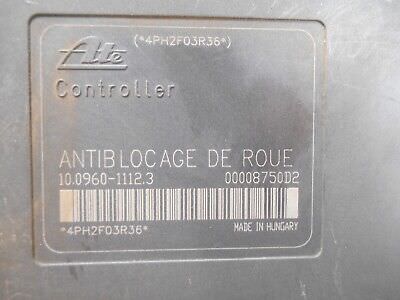 (*4PH2F03R36*)
Ate
Controller
ANTIBLOCAGE DE ROUE
10.0960-1112.3 00008750D2
*4PH2F03R36* MADE IN HUNGARY